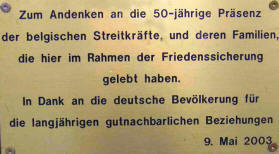 Zum Andenken an die 50-jährige Präsenz
der belgischen Streitkräfte, und deren Familien,
die hier im Rahmen der Friedenssicherung
gelebt haben.
In Dank an die deutsche Bevölkerung für
die langjährigen gutnachbarlichen Beziehungen
9. Mai 2003